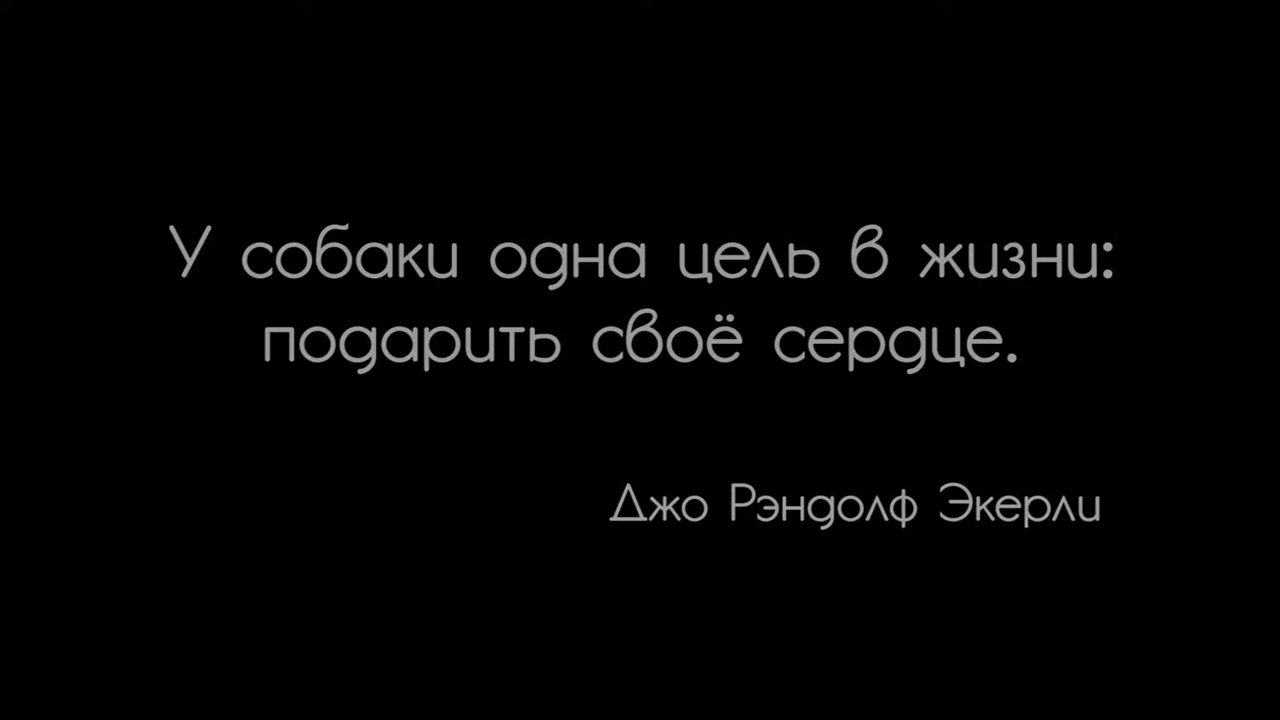 У собаки одна цель в жизни:
подарить своё сердце.
Джо Рэндолф Экерли